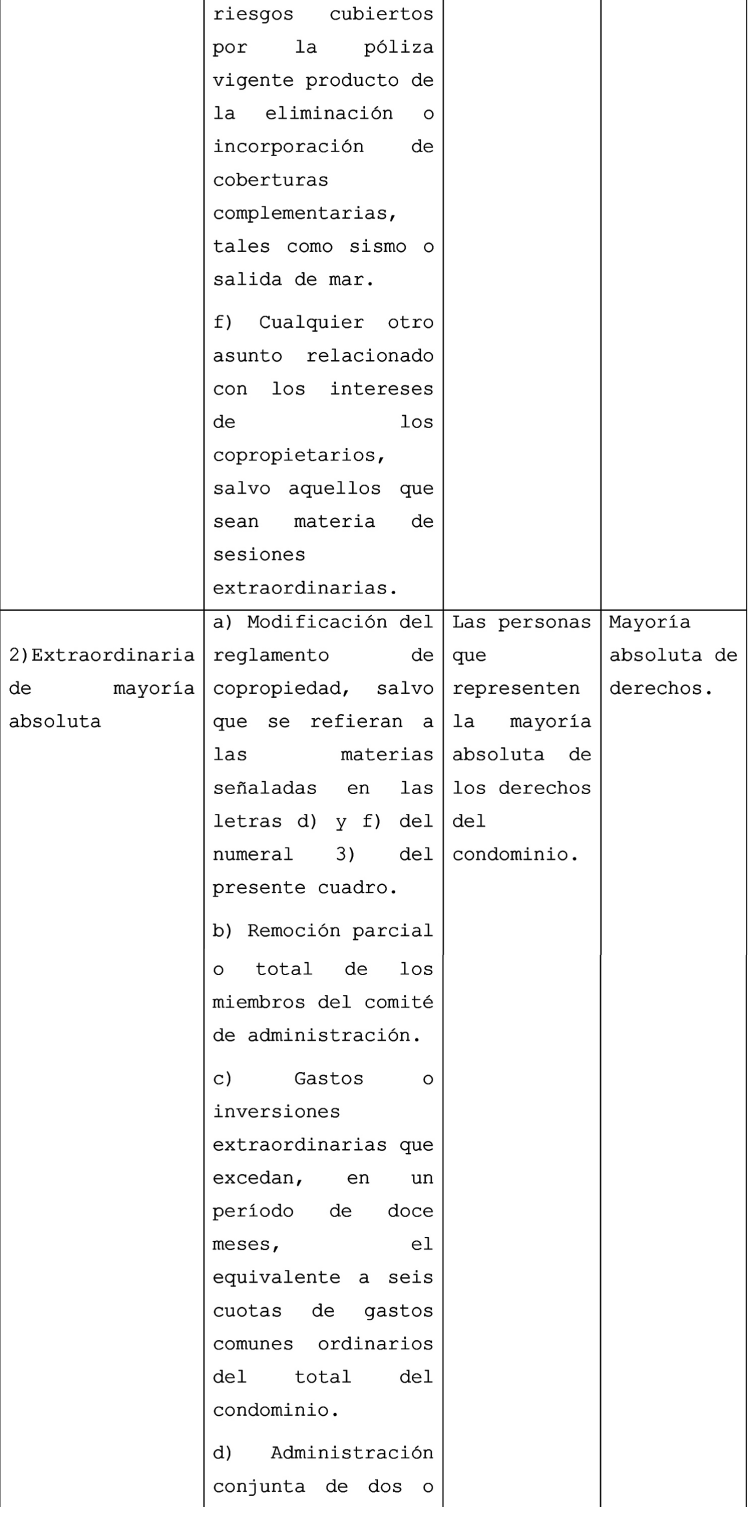 riesgos cubiertos
por la póliza
vigente producto de
la eliminación o
incorporación de
coberturas
complementarias,
tales como sismo o
salida de mar.
f) Cualquier otro
asunto relacionado
con los intereses
de los
copropietarios,
salvo aquellos que
sean materia de
sesiones
extraordinarias.
2)Extraordinaria
de mayoría
absoluta
a) Modificación del
reglamento de
copropiedad, salvo
que se refieran a
las materias
señaladas en las
letras d) y f) del
numeral 3) del
presente cuadro.
b) Remoción parcial
o total de los
miembros del comité
de administración.
c) Gastos o
inversiones
extraordinarias que
excedan, en un
período de doce
meses, el
equivalente a seis
cuotas de gastos
comunes ordinarios
del total del
condominio.
d) Administración
conjunta de dos o
Las personas
que
representen
la mayoría
absoluta de
los derechos
del
condominio.
Mayoría
absoluta de
derechos.